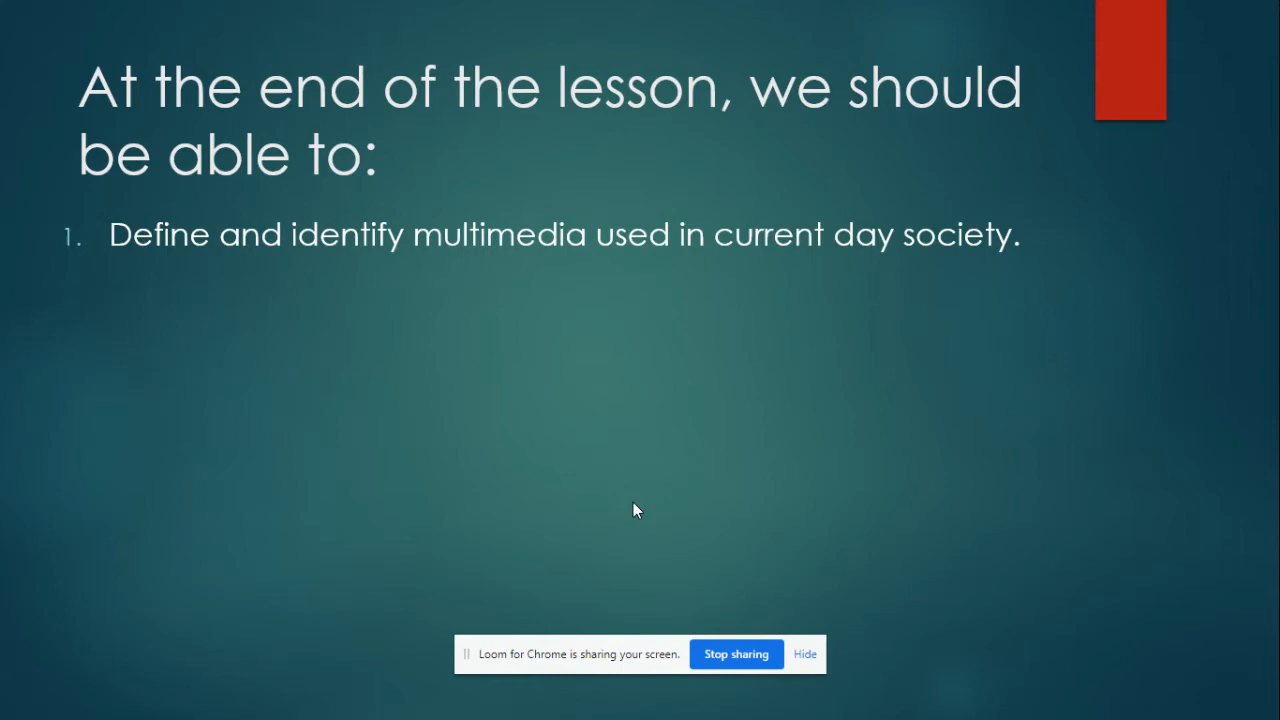 At the end of the lesson, we should
be able to:
1. Define and identify multimedia used in current day society.
Loom for Chrome is sharing your screen. Stop sharing Hide